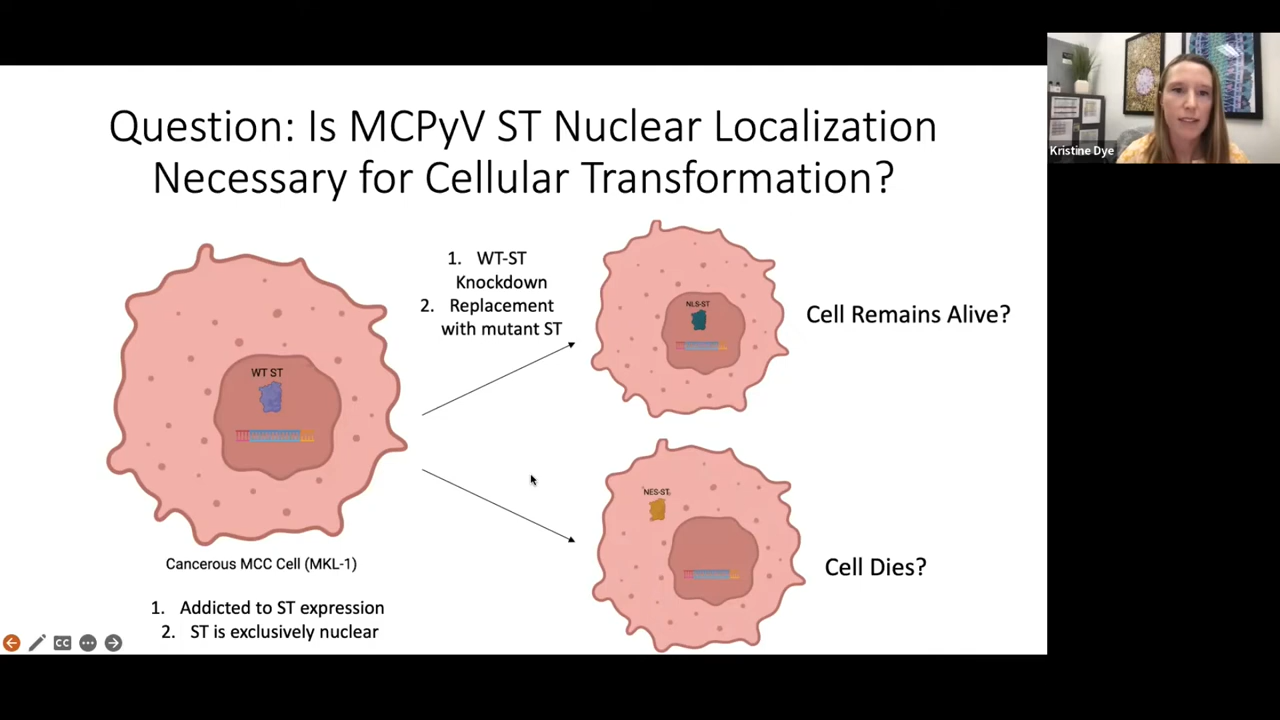 Question: Is MCPyV ST Nuclear Localization
Necessary for Cellular Transformation?
Kristine Dye
1. WT-ST
Knockdown
2. Replacement
with mutant ST
NLS-ST
Cell Remains Alive?
WT ST
NES-ST
Cell Dies?
Cancerous MCC Cell (MKL-1)
1. Addicted to ST expression
2. ST is exclusively nuclear
CC